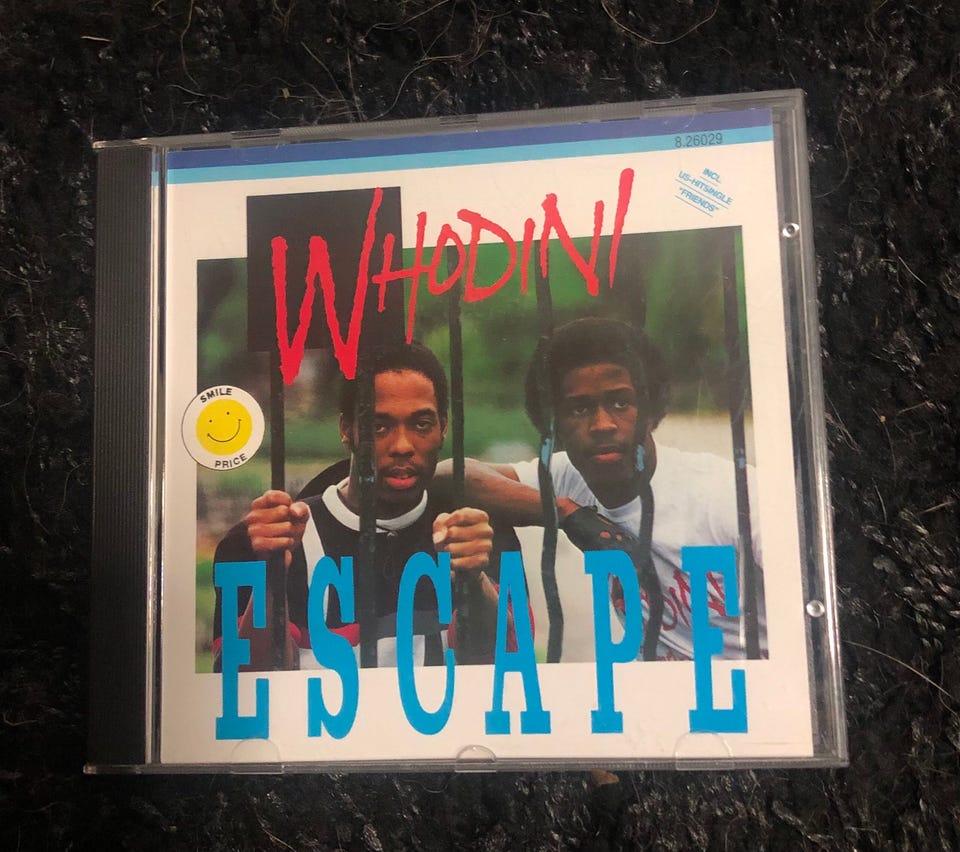 8.26029
INCL.
US-HITSINGLE
"FRIENDS"
WHODINI
SMILE
PRICE
ESCAPE